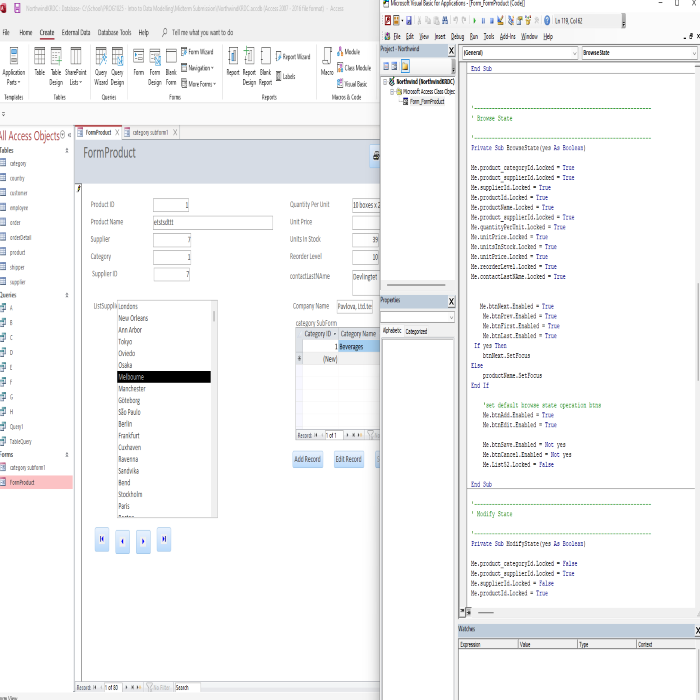 NorthwindKRDC - Database- C:\School\PROG1025 - Intro to Data Modeling\Midterm Submission\NorthwindKRDC.accdb (Access 2007 - 2016 file format) - Access
File Home Create External Data Database Tools Help Tell me what you want to do
Application Parts
Table Table Design SharePoint Lists
Query Wizard Query Design
Form Form Design Blank Form
Form Wizard
Navigation
More Forms
Report Report Design Blank Report
Report Wizard
Labels
Macro
Module
Class Module
Visual Basic
Templates Tables Queries Forms Reports Macros & Code
All Access Objects
Tables
category
country
customer
employee
order
orderDetail
product
shipper
supplier
Queries
A
B
C
D
E
F
G
H
Query1
TableQuery
Forms
category subform1
FormProduct
FormProduct category subform1
FormProduct
Product ID 1
Product Name
Supplier 7
Category 1
Supplier ID 7
Quantity Per Unit 10 boxes x 2
Unit Price
Units In Stock 39
Reorder Level 10
contactLastNAme Devlingtet
Company Name Pavlova, Ltd.te
ListSuppli
Londons
New Orleans
Ann Arbor
Tokyo
Oviedo
Osaka
Melbourne
Manchester
Göteborg
São Paulo
Berlin
Frankfurt
Cuxhaven
Ravenna
Sandvika
Bend
Stockholm
Paris
category SubForm
Category ID Category Name
1 Beverages
(New)
Record: 1 of 1
Add Record Edit Record
Record: 1 of 80 No Filter Search
Form View
Microsoft Visual Basic for Applications - [Form_FormProduct (Code)]
Ln 119, Col 62
File Edit View Insert Debug Run Tools Add-Ins Window Help
Project - Northwind
Northwind (NorthwindKRDC)
Microsoft Access Class Objec
Form_FormProduct
Properties
Alphabetic Categorized
(General) BrowseState
End Sub
'----------------------------------------------------------
' Browse State
'----------------------------------------------------------
Private Sub BrowseState(yes As Boolean)
Me.product_categoryId.Locked = True
Me.product_supplierId.Locked = True
Me.supplierId.Locked = True
Me.productId.Locked = True
Me.productName.Locked = True
Me.product_supplierId.Locked = True
Me.quantityPerUnit.Locked = True
Me.unitPrice.Locked = True
Me.unitsInStock.Locked = True
Me.unitPrice.Locked = True
Me.reorderLevel.Locked = True
Me.contactLastName.Locked = True
Me.btnNext.Enabled = True
Me.btnPrev.Enabled = True
Me.btnFirst.Enabled = True
Me.btnLast.Enabled = True
If yes Then
btnNext.SetFocus
Else
productName.SetFocus
End If
'set default browse state operation btns
Me.btnAdd.Enabled = True
Me.btnEdit.Enabled = True
Me.btnSave.Enabled = Not yes
Me.btnCancel.Enabled = Not yes
Me.List52.Locked = False
End Sub
'----------------------------------------------------------
' Modify State
'----------------------------------------------------------
Private Sub ModifyState(yes As Boolean)
Me.product_categoryId.Locked = False
Me.product_supplierId.Locked = True
Me.supplierId.Locked = False
Me.productId.Locked = True
Watches
Expression Value Type Context